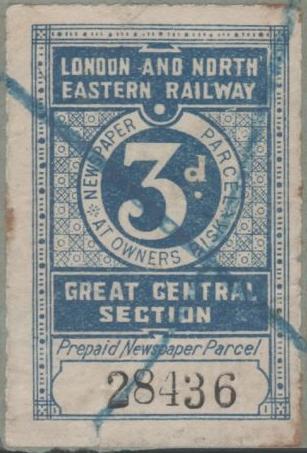 LONDON AND NORTH
EASTERN RAILWAY
NEWSPAPER PARCEL
3d.
AT OWNERS RISK
GREAT CENTRAL
SECTION
Prepaid Newspaper Parcel
28436